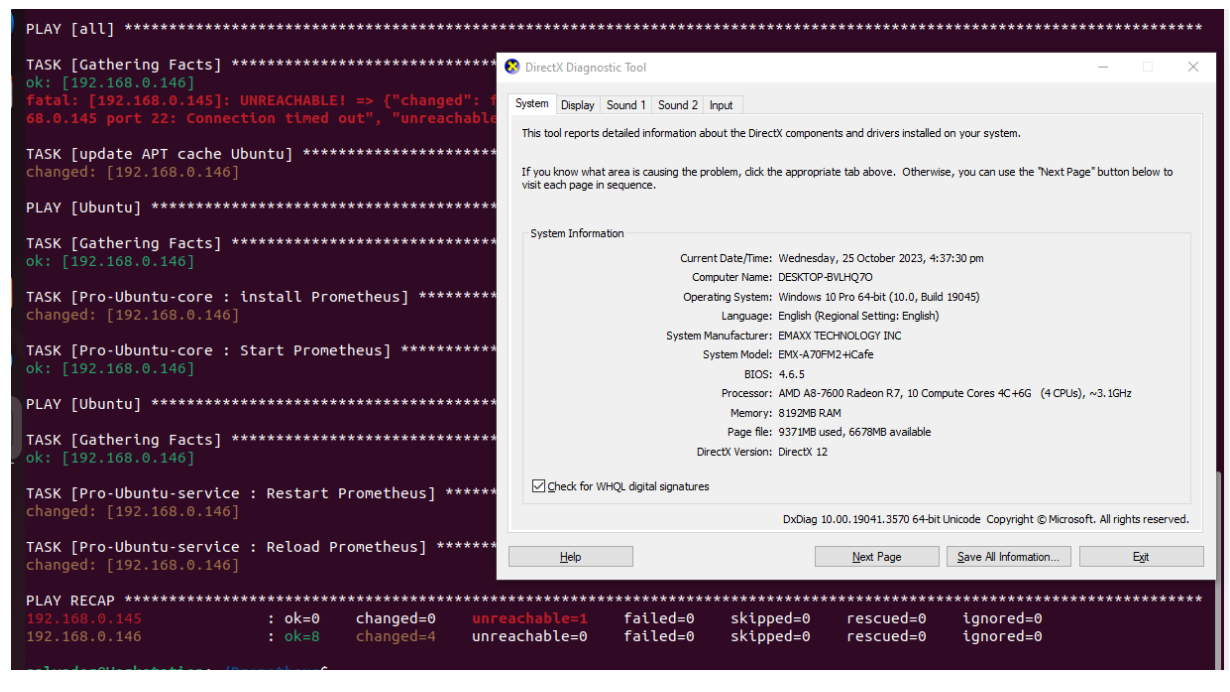 PLAY [all] ***************************************************************************************************************************
TASK [Gathering Facts] ******************************
ok: [192.168.0.146]
fatal: [192.168.0.145]: UNREACHABLE! => {"changed": f
68.0.145 port 22: Connection timed out", "unreachable
TASK [update APT cache Ubuntu] **********************
changed: [192.168.0.146]
PLAY [Ubuntu] ***************************************
TASK [Gathering Facts] ******************************
ok: [192.168.0.146]
TASK [Pro-Ubuntu-core : install Prometheus] *********
changed: [192.168.0.146]
TASK [Pro-Ubuntu-core : Start Prometheus] ***********
ok: [192.168.0.146]
PLAY [Ubuntu] ***************************************
TASK [Gathering Facts] ******************************
ok: [192.168.0.146]
TASK [Pro-Ubuntu-service : Restart Prometheus] ******
changed: [192.168.0.146]
TASK [Pro-Ubuntu-service : Reload Prometheus] *******
changed: [192.168.0.146]
PLAY RECAP ***************************************************************************************************************************
192.168.0.145 : ok=0 changed=0 unreachable=1 failed=0 skipped=0 rescued=0 ignored=0
192.168.0.146 : ok=8 changed=4 unreachable=0 failed=0 skipped=0 rescued=0 ignored=0
DirectX Diagnostic Tool
System Display Sound 1 Sound 2 Input
This tool reports detailed information about the DirectX components and drivers installed on your system.
If you know what area is causing the problem, click the appropriate tab above. Otherwise, you can use the "Next Page" button below to
visit each page in sequence.
System Information
Current Date/Time: Wednesday, 25 October 2023, 4:37:30 pm
Computer Name: DESKTOP-BVLHQ7O
Operating System: Windows 10 Pro 64-bit (10.0, Build 19045)
Language: English (Regional Setting: English)
System Manufacturer: EMAXX TECHNOLOGY INC
System Model: EMX-A70FM2+iCafe
BIOS: 4.6.5
Processor: AMD A8-7600 Radeon R7, 10 Compute Cores 4C+6G (4 CPUs), ~3.1GHz
Memory: 8192MB RAM
Page file: 9371MB used, 6678MB available
DirectX Version: DirectX 12
Check for WHQL digital signatures
DxDiag 10.00.19041.3570 64-bit Unicode Copyright © Microsoft. All rights reserved.
Help Next Page Save All Information... Exit